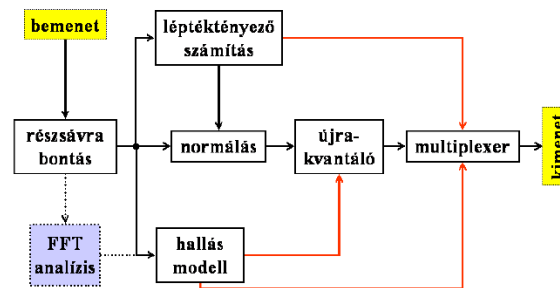 bemenet
léptéktényező
számítás
részsávra
bontás
normálás
újra-
kvantáló
multiplexer
kimenet
FFT
analízis
hallás
modell